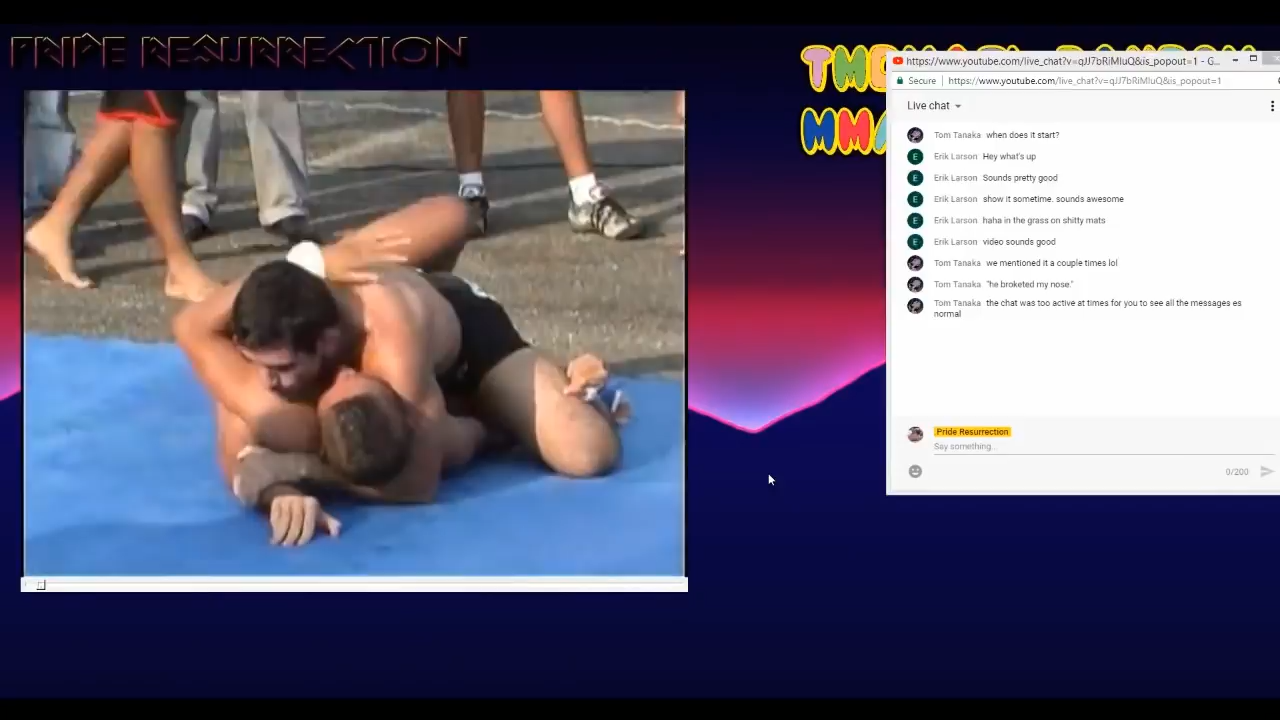 PRIDE RESURRECTION
https://www.youtube.com/live_chat?v=qJJ7bRiMIuQ&is_popout=1 - G...
Secure | https://www.youtube.com/live_chat?v=qJJ7bRiMIuQ&is_popout=1
Live chat
Tom Tanaka when does it start?
Erik Larson Hey what's up
Erik Larson Sounds pretty good
Erik Larson show it sometime. sounds awesome
Erik Larson haha in the grass on shitty mats
Erik Larson video sounds good
Tom Tanaka we mentioned it a couple times lol
Tom Tanaka "he broketed my nose."
Tom Tanaka the chat was too active at times for you to see all the messages es
normal
MMA
Pride Resurrection
Say something...
0/200